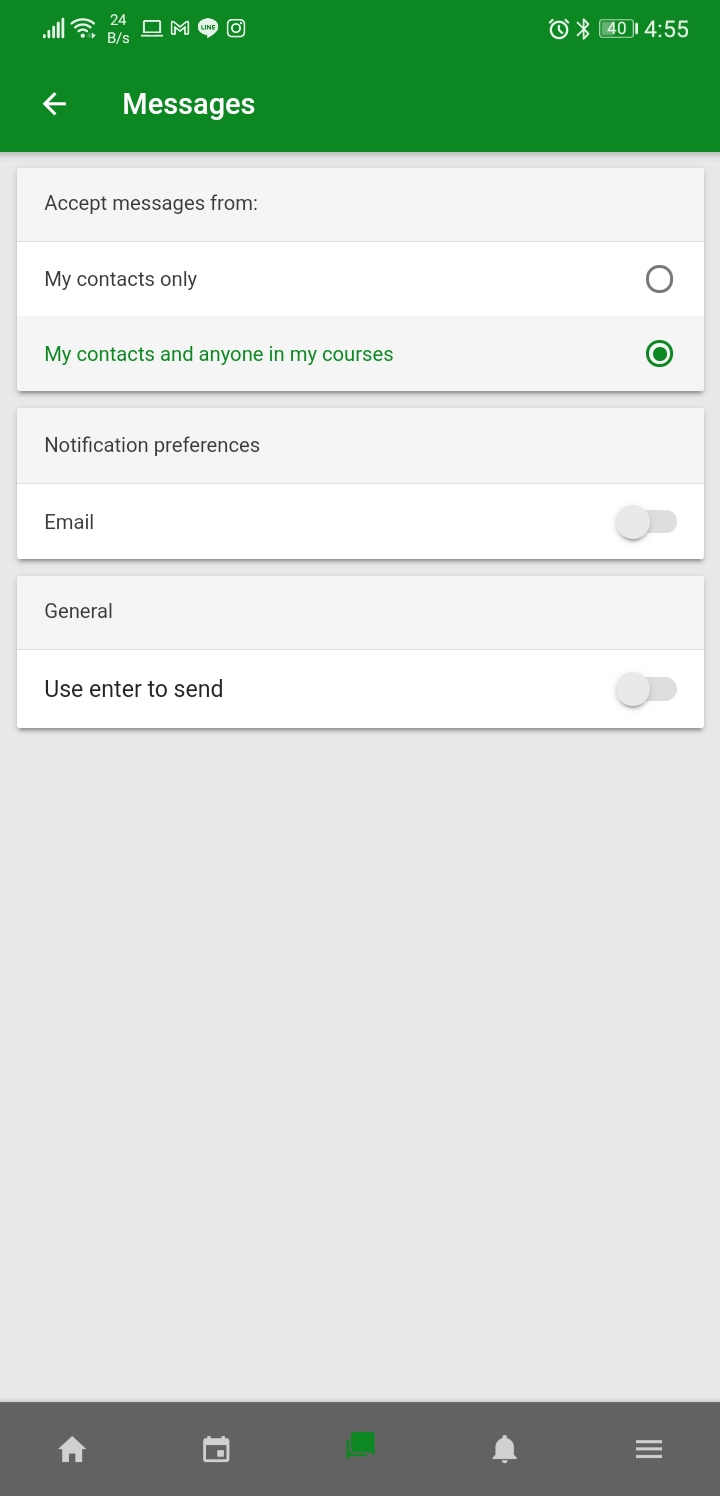 24
B/s
LINE
40
4:55
Messages
Accept messages from:
My contacts only
My contacts and anyone in my courses
Notification preferences
Email
General
Use enter to send